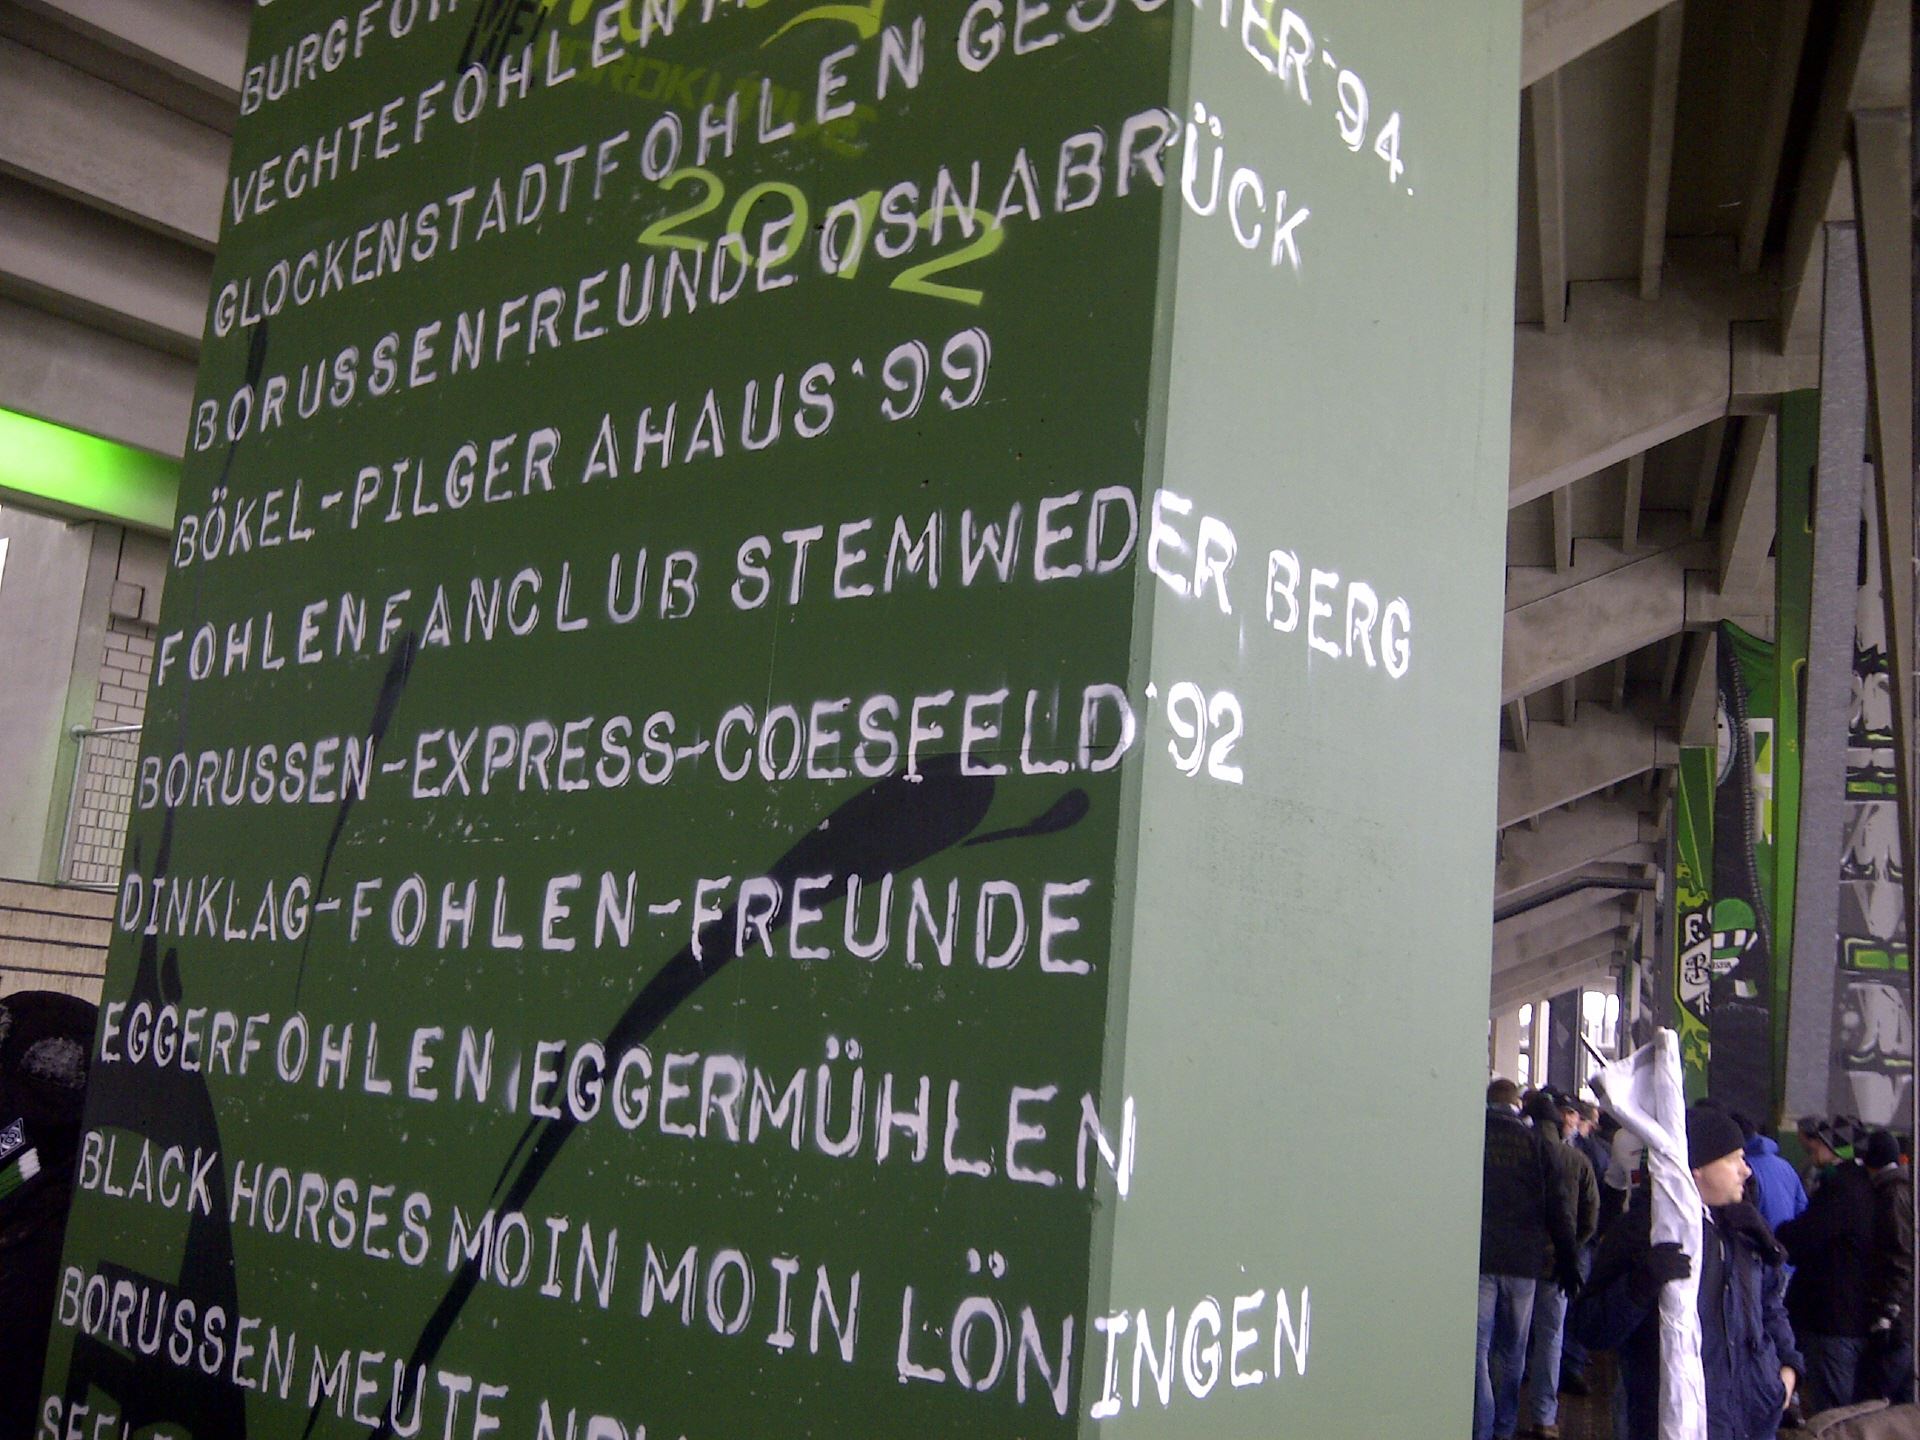 VECHTEFOHLEN
GLOCKENSTADTFOHLEN GESCHER´94.
2012
BORUSSENFREUNDE OSNABRÜCK
BÖKEL-PILGER AHAUS´99
FOHLENFANCLUB STEMWEDER BERG
BORUSSEN-EXPRESS-COESFELD´92
DINKLAG-FOHLEN-FREUNDE
EGGERFOHLEN EGGERMÜHLEN
BLACK HORSES MOIN MOIN LÖNINGEN
BORUSSEN MEUTE